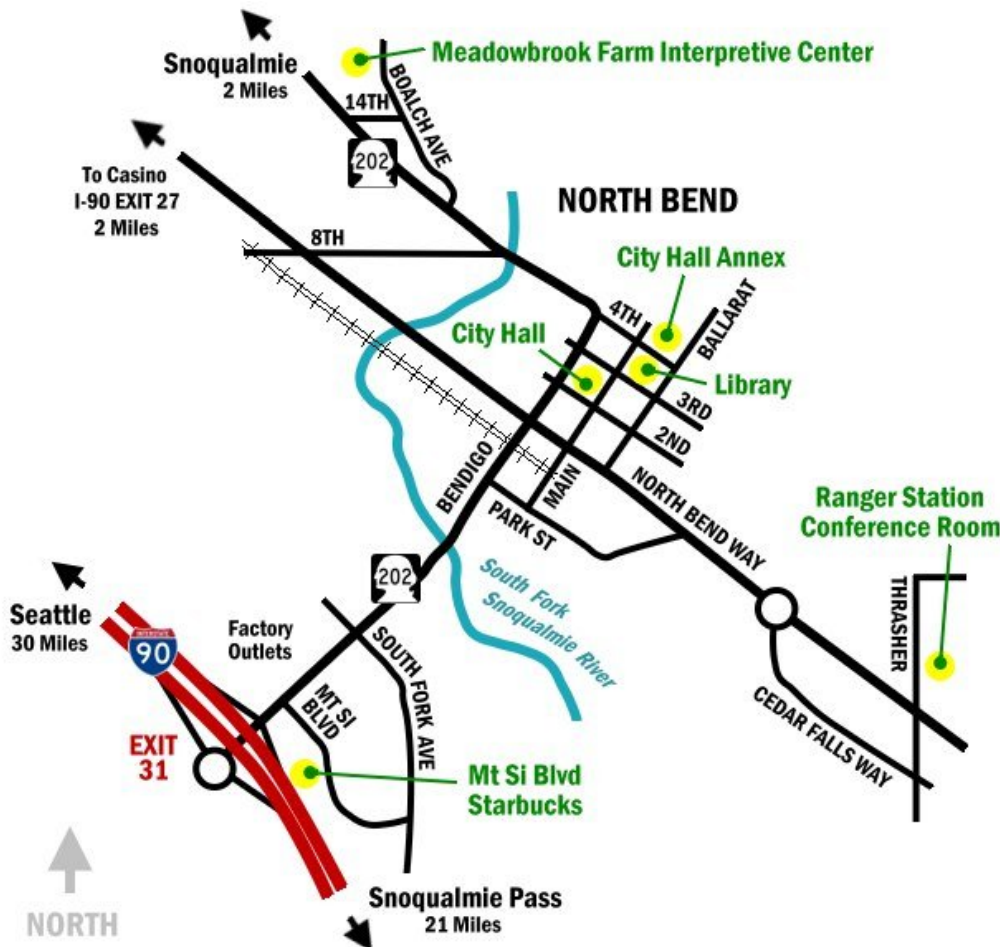 Meadowbrook Farm Interpretive Center
Snoqualmie
2 Miles
BOALCH AVE
14TH
202
To Casino
I-90 EXIT 27
2 Miles
NORTH BEND
8TH
City Hall Annex
4TH
BALLARAT
City Hall
Library
3RD
2ND
BENDIGO
MAIN
NORTH BEND WAY
PARK ST
Ranger Station
Conference Room
202
South Fork
Snoqualmie River
THRASHER
Seattle
30 Miles
INTERSTATE
90
Factory
Outlets
SOUTH FORK AVE
MT SI
BLVD
CEDAR FALLS WAY
EXIT
31
Mt Si Blvd
Starbucks
NORTH
Snoqualmie Pass
21 Miles